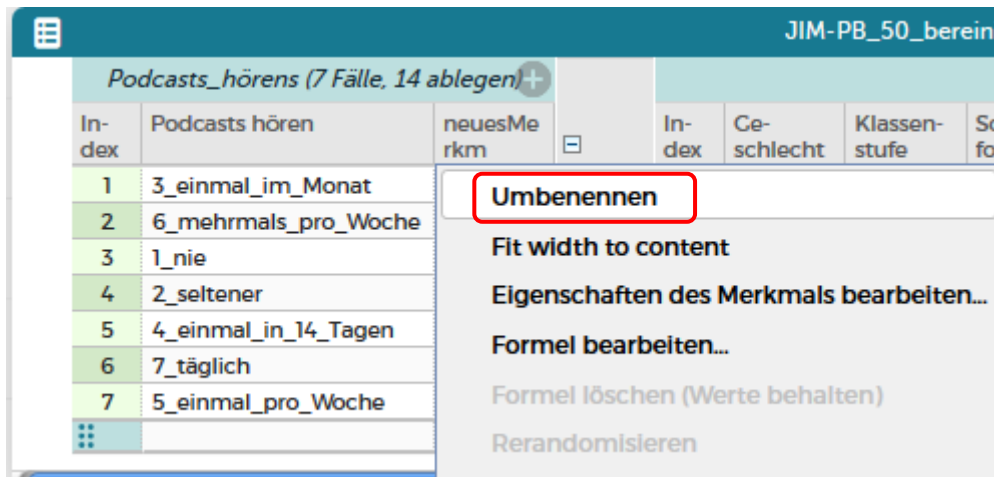 JIM-PB_50_berein
Podcasts_hörens (7 Fälle, 14 ablegen)
In-
dex
Podcasts hören
neuesMe
rkm
In-
dex
Ge-
schlecht
Klassen-
stufe
Sc
fo
1 3_einmal_im_Monat
2 6_mehrmals_pro_Woche
3 1_nie
4 2_seltener
5 4_einmal_in_14_Tagen
6 7_täglich
7 5_einmal_pro_Woche
Umbenennen
Fit width to content
Eigenschaften des Merkmals bearbeiten...
Formel bearbeiten...
Formel löschen (Werte behalten)
Rerandomisieren